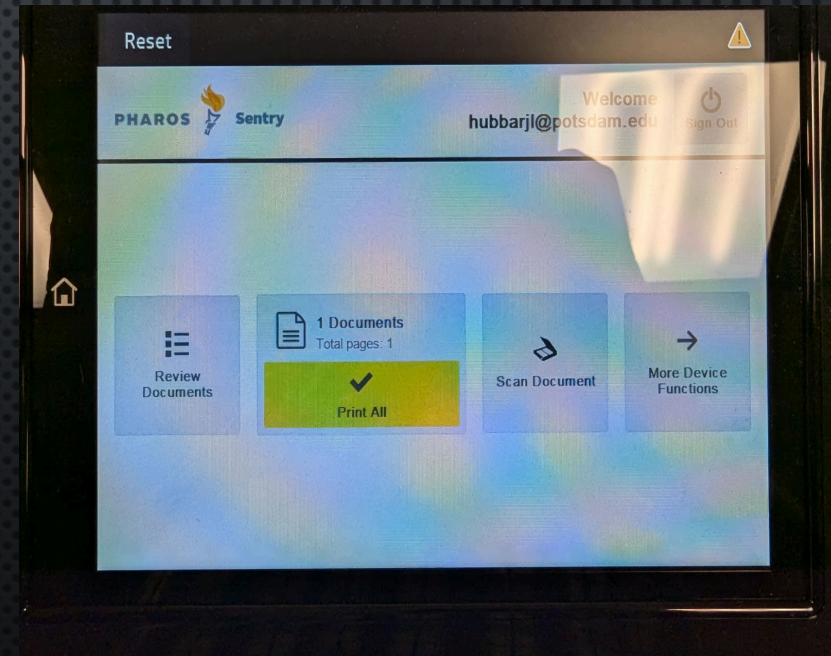 Reset
PHAROS Sentry
Welcome
hubbarjl@potsdam.edu
Sign Out
Review
Documents
1 Documents
Total pages: 1
Print All
Scan Document
More Device
Functions